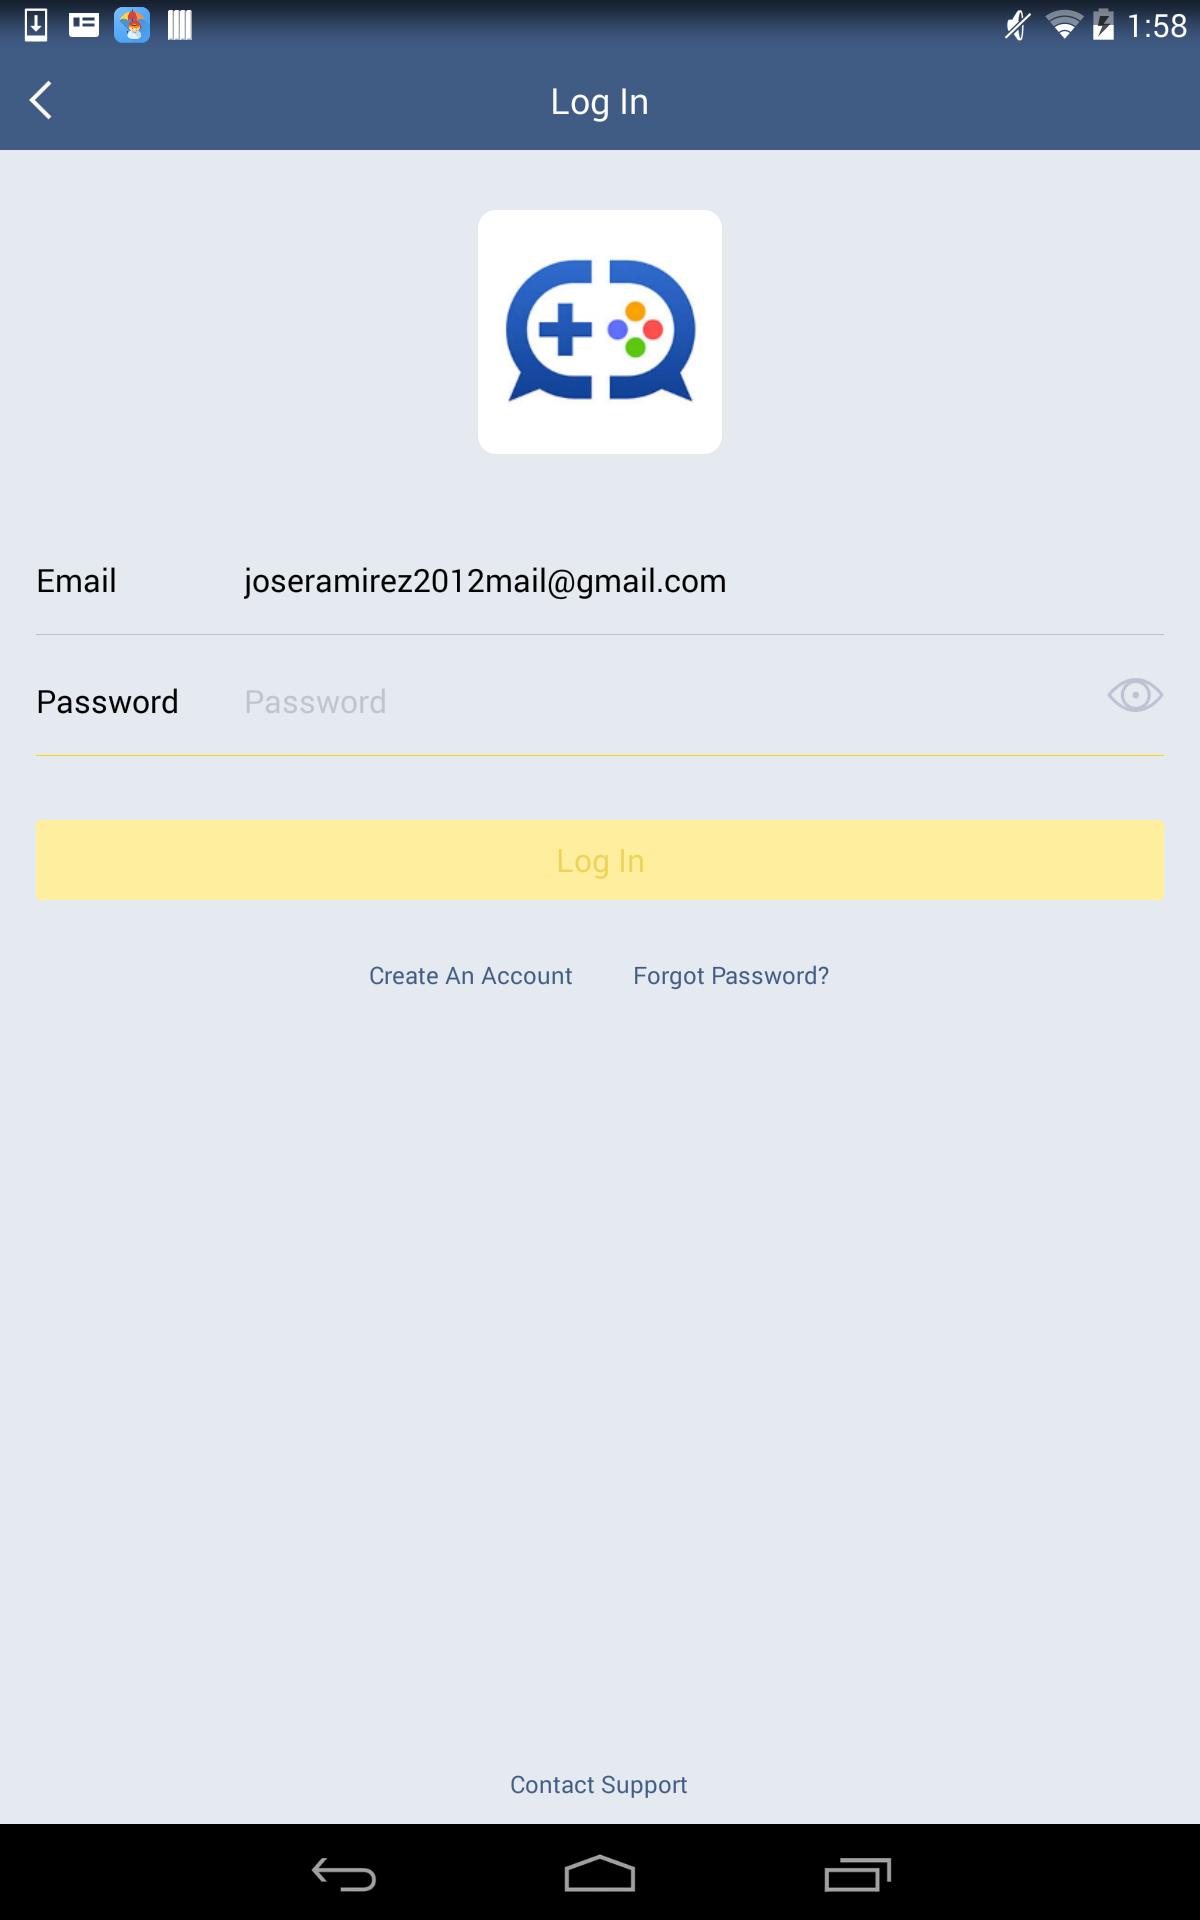 1:58
Log In
Email joseramirez2012mail@gmail.com
Password Password
Log In
Create An Account Forgot Password?
Contact Support